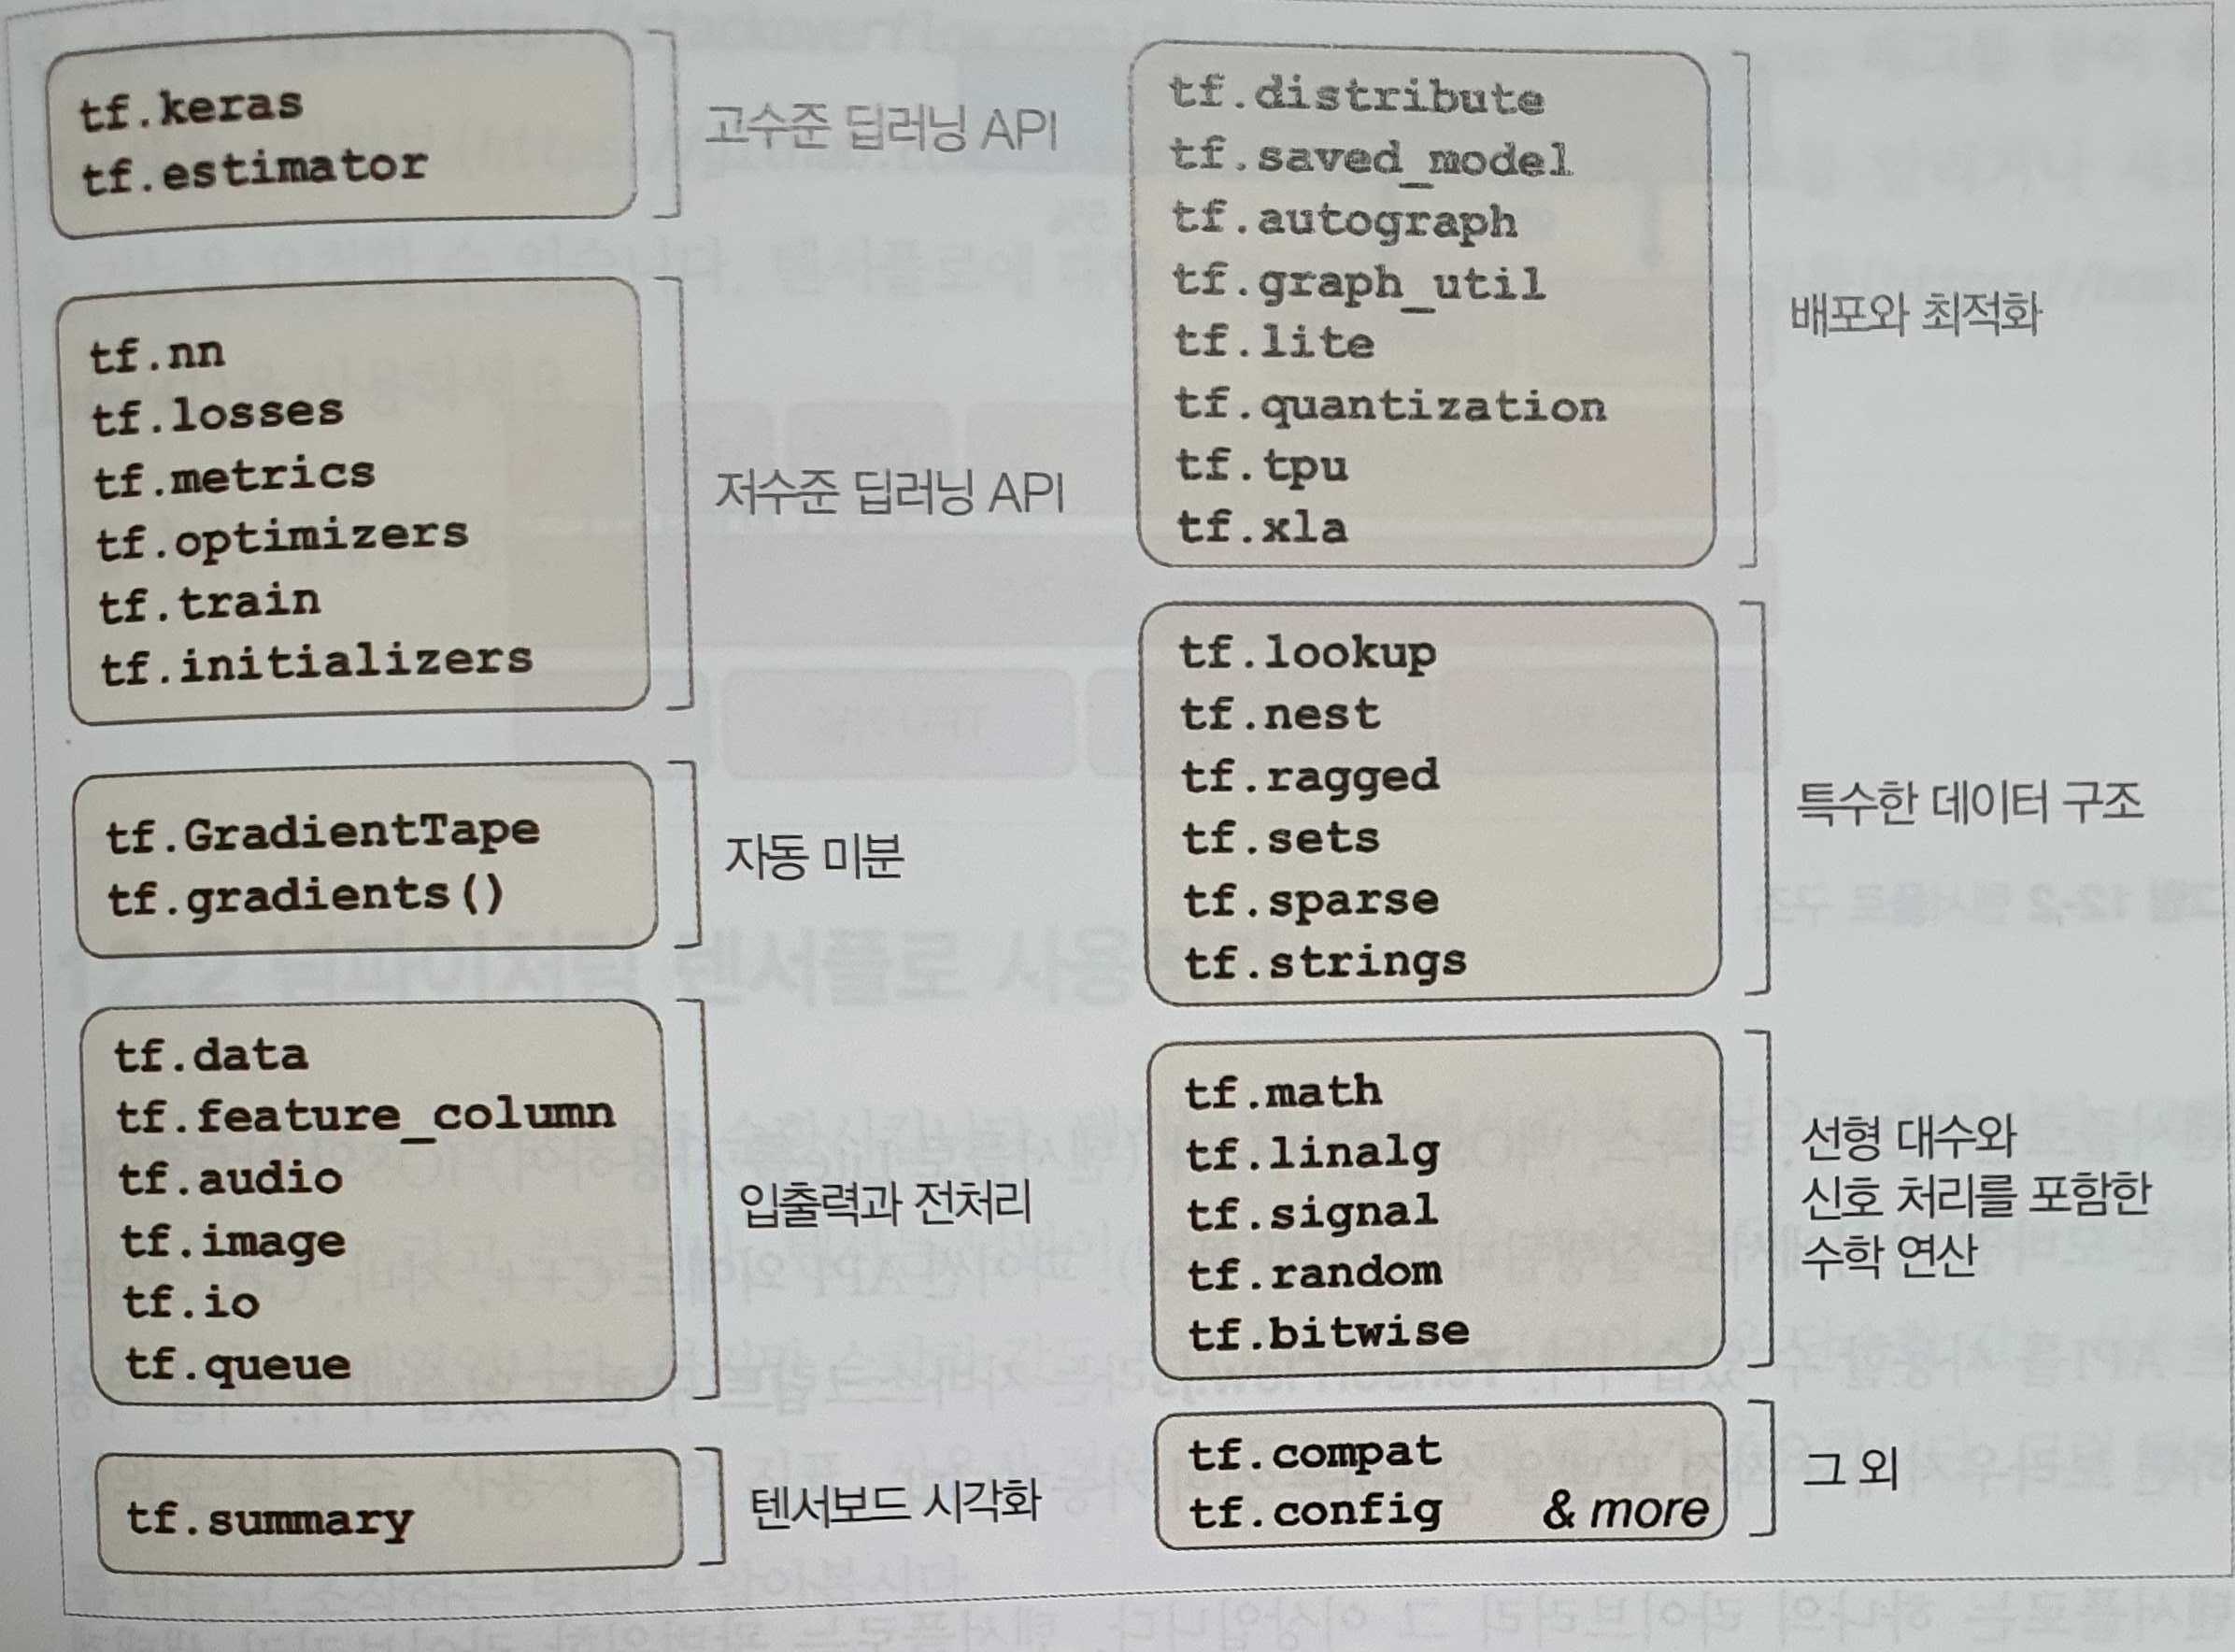 tf.keras
tf.estimator
고수준 딥러닝 API
tf.nn
tf.losses
tf.metrics
tf.optimizers
tf.train
tf.initializers
저수준 딥러닝 API
tf.GradientTape
tf.gradients()
자동 미분
tf.data
tf.feature_column
tf.audio
tf.image
tf.io
tf.queue
입출력과 전처리
tf.summary
텐서보드 시각화
tf.distribute
tf.saved_model
tf.autograph
tf.graph_util
tf.lite
tf.quantization
tf.tpu
tf.xla
배포와 최적화
tf.lookup
tf.nest
tf.ragged
tf.sets
tf.sparse
tf.strings
특수한 데이터 구조
tf.math
tf.linalg
tf.signal
tf.random
tf.bitwise
선형 대수와
신호 처리를 포함한
수학 연산
tf.compat
tf.config & more
그 외